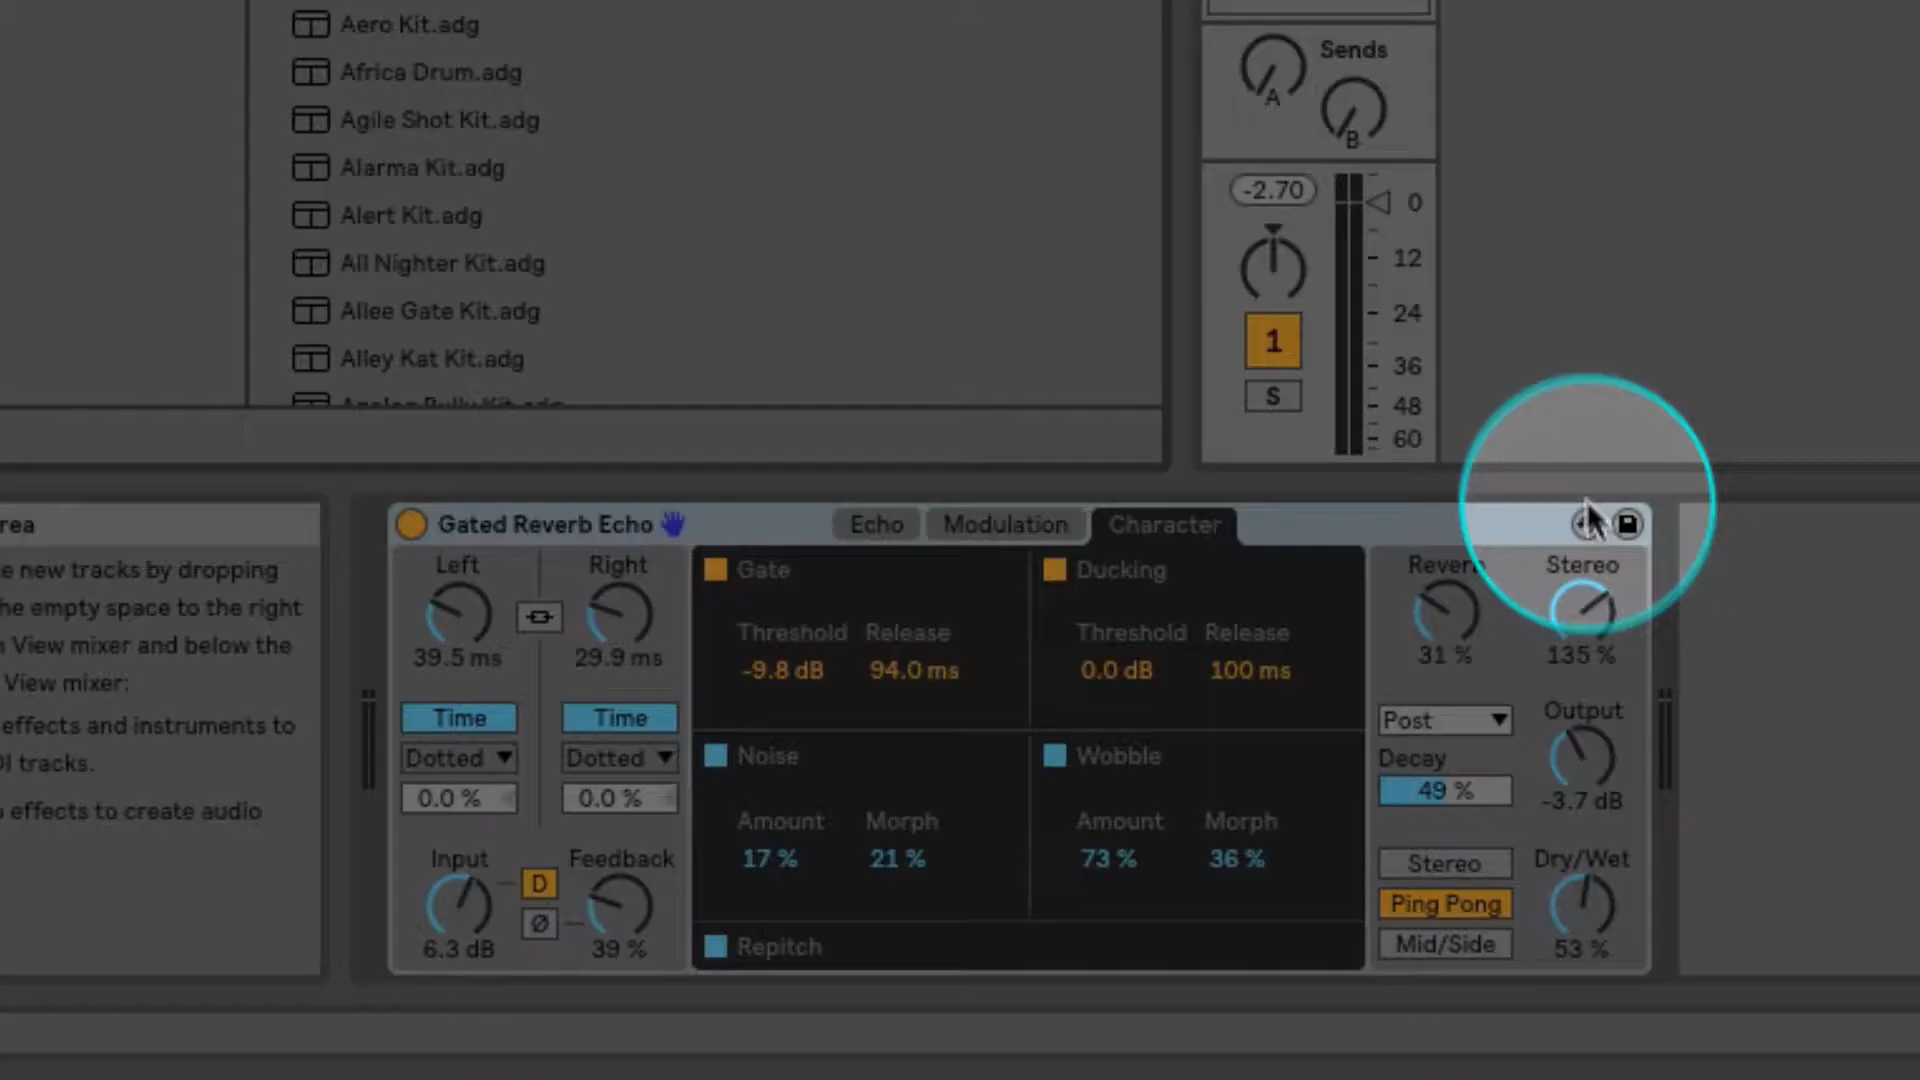 Aero Kit.adg
Africa Drum.adg
Agile Shot Kit.adg
Alarma Kit.adg
Alert Kit.adg
All Nighter Kit.adg
Allee Gate Kit.adg
Alley Kat Kit.adg
Sends
A
B
-2.70
0
12
24
36
48
60
1
S
rea
e new tracks by dropping
he empty space to the right
View mixer and below the
View mixer:
effects and instruments to
DI tracks.
effects to create audio
Gated Reverb Echo
Echo
Modulation
Character
Left
Right
39.5 ms
29.9 ms
Time
Time
Dotted
Dotted
0.0 %
0.0 %
Input
D
Feedback
Ø
6.3 dB
39 %
Gate
Threshold
Release
-9.8 dB
94.0 ms
Ducking
Threshold
Release
0.0 dB
100 ms
Noise
Amount
Morph
17 %
21 %
Wobble
Amount
Morph
73 %
36 %
Repitch
Reverb
Stereo
31 %
135 %
Post
Output
Decay
49 %
-3.7 dB
Stereo
Dry/Wet
Ping Pong
Mid/Side
53 %